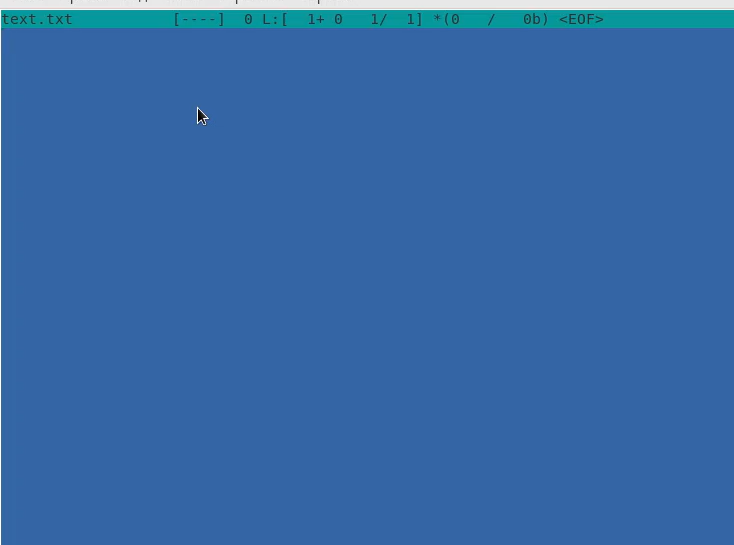 text.txt [----] 0 L:[ 1+ 0 1/ 1] *(0 / 0b) <EOF>